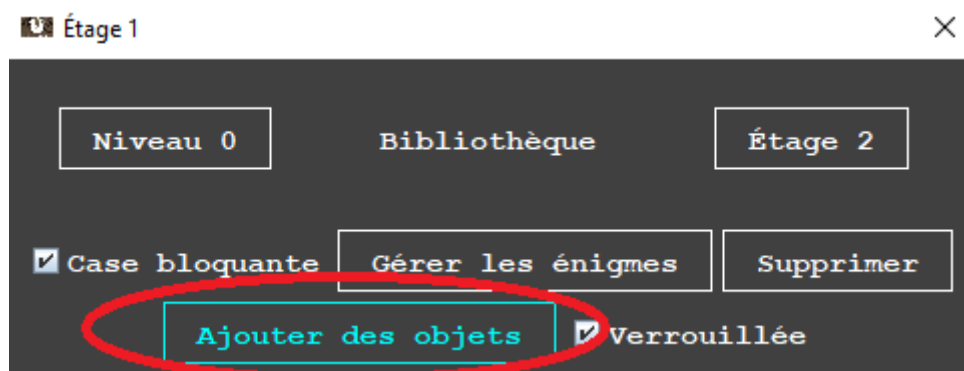 Étage 1
Niveau 0 Bibliothèque Étage 2
Case bloquante Gérer les énigmes Supprimer
Ajouter des objets Verrouillée